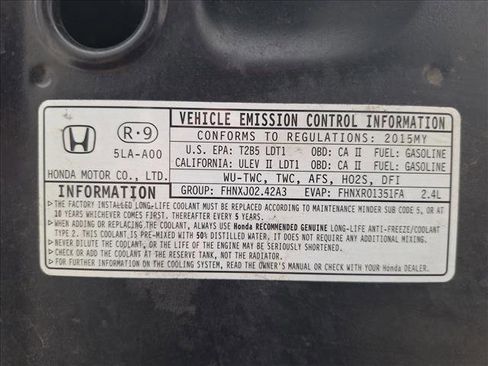 VEHICLE EMISSION CONTROL INFORMATION
R・9
CONFORMS TO REGULATIONS: 2015MY
5LA-A00
U.S. EPA: T2B5 LDT1 OBD: CA II FUEL: GASOLINE
CALIFORNIA: ULEV II LDT1 OBD: CA II FUEL: GASOLINE
HONDA MOTOR CO., LTD.
WU-TWC, TWC, AFS, HO2S, DFI
INFORMATION
GROUP: FHNXJ02.42A3 EVAP: FHNXR01351FA 2.4L
THE FACTORY INSTALLED LONG-LIFE COOLANT MUST BE REPLACED ACCORDING TO MAINTENANCE MINDER SUB CODE 5, OR AT
10 YEARS WHICHEVER COMES FIRST. THEREAFTER EVERY 5 YEARS.
WHEN ADDING OR REPLACING THE COOLANT, ALWAYS USE Honda RECOMMENDED GENUINE LONG-LIFE ANTI-FREEZE/COOLANT
TYPE 2. THIS COOLANT IS PRE-MIXED WITH 50% DISTILLED WATER. IT DOES NOT REQUIRE ANY ADDITIONAL MIXING.
NEVER DILUTE THE COOLANT, OR THE LIFE OF THE ENGINE MAY BE SERIOUSLY SHORTENED.
CHECK OR ADD THE COOLANT AT THE RESERVE TANK, NOT THE RADIATOR.
FOR FURTHER INFORMATION ON THE COOLING SYSTEM, READ THE OWNER'S MANUAL OR CHECK WITH YOUR Honda DEALER.